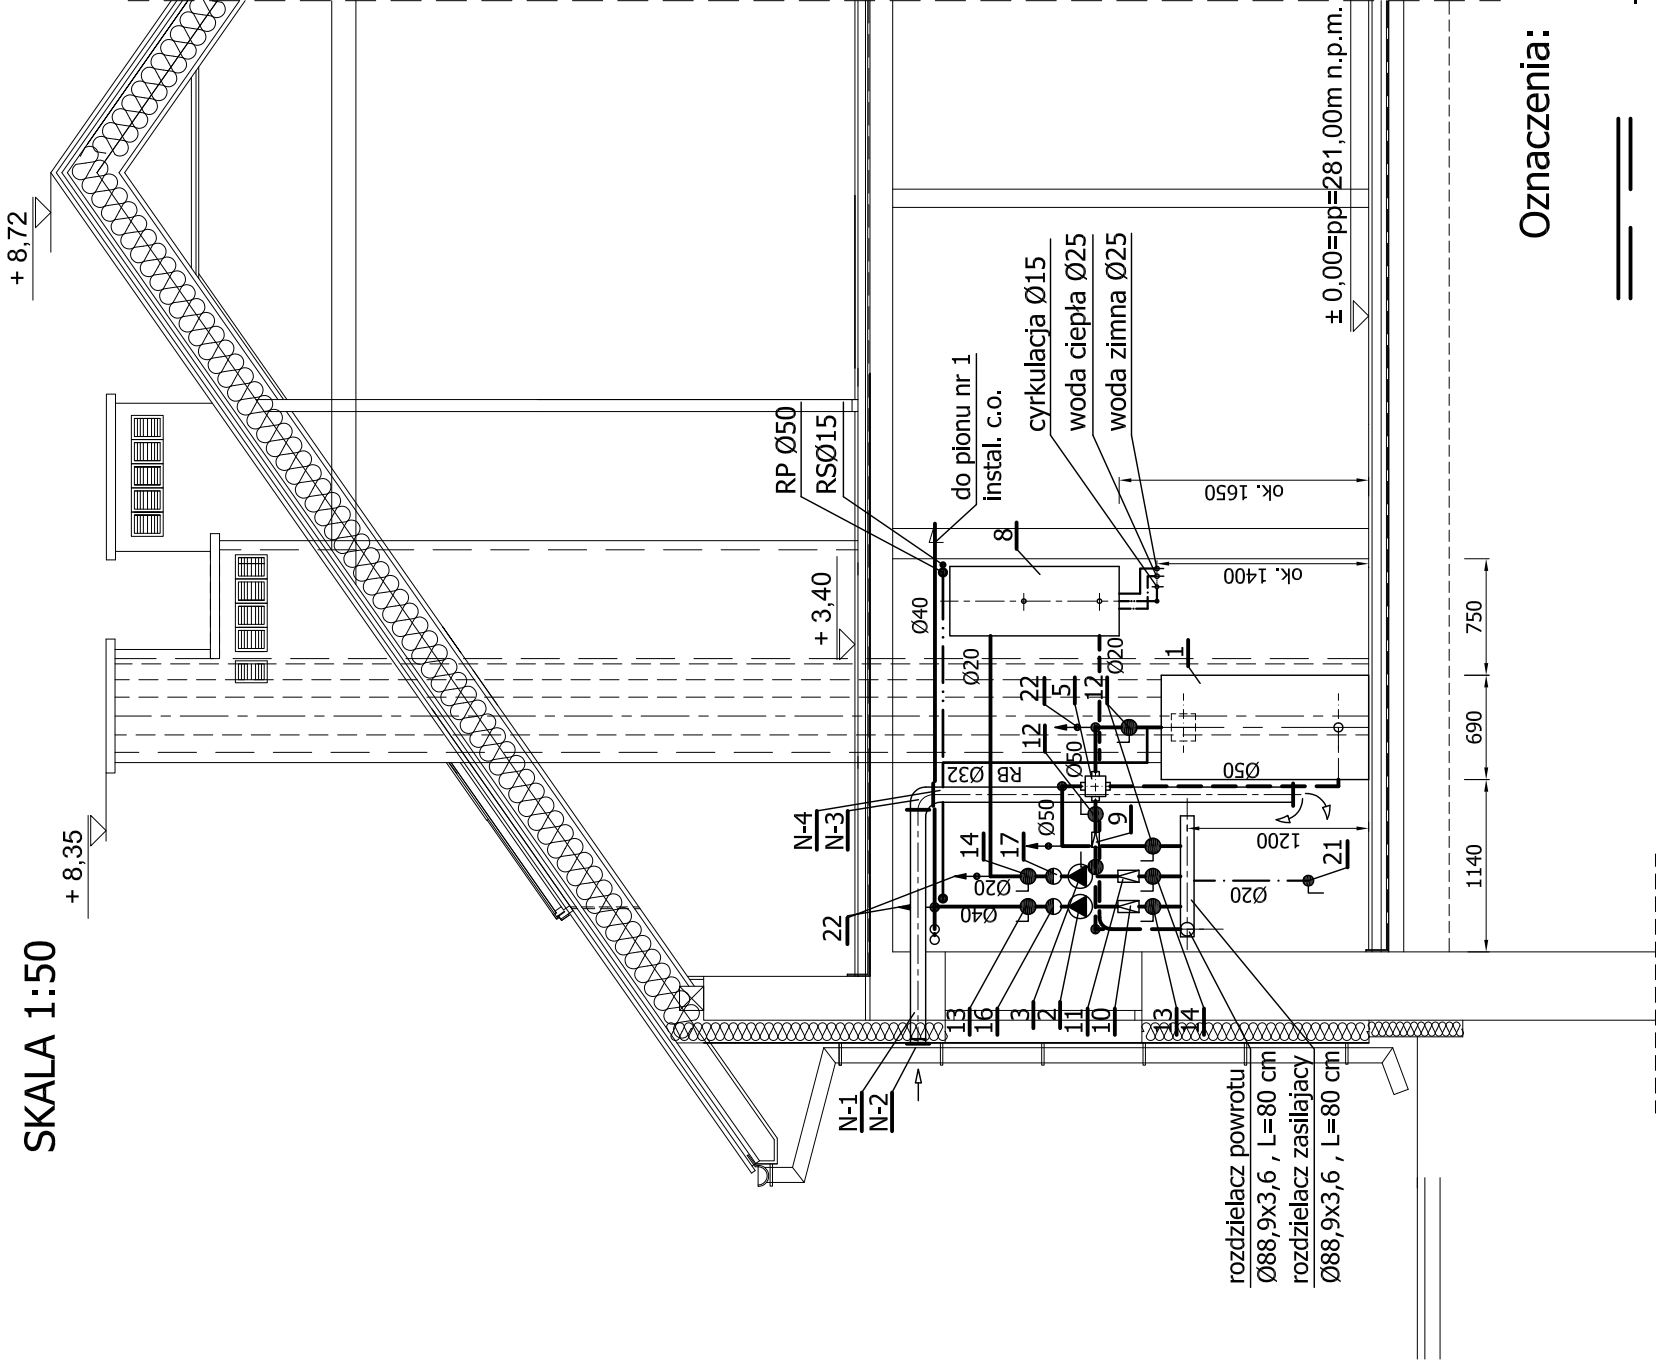 SKALA 1:50
+ 8,35
+ 8,72
+ 3,40
RP Ø50
RSØ15
do pionu nr 1
instal. c.o.
8
cyrkulacja Ø15
woda ciepła Ø25
woda zimna Ø25
ok. 1650
ok. 1400
± 0,00=pp=281,00m n.p.m.
Oznaczenia:
Ø40
Ø20
Ø20
1
22
5
12
12
Ø50
RB Ø32
Ø50
N-4
N-3
14
17
Ø50
9
1200
21
Ø20
22
Ø20
Ø40
13
16
3
2
11
10
13
14
N-1
N-2
750
690
1140
rozdzielacz powrotu
Ø88,9x3,6 , L=80 cm
rozdzielacz zasilajacy
Ø88,9x3,6 , L=80 cm